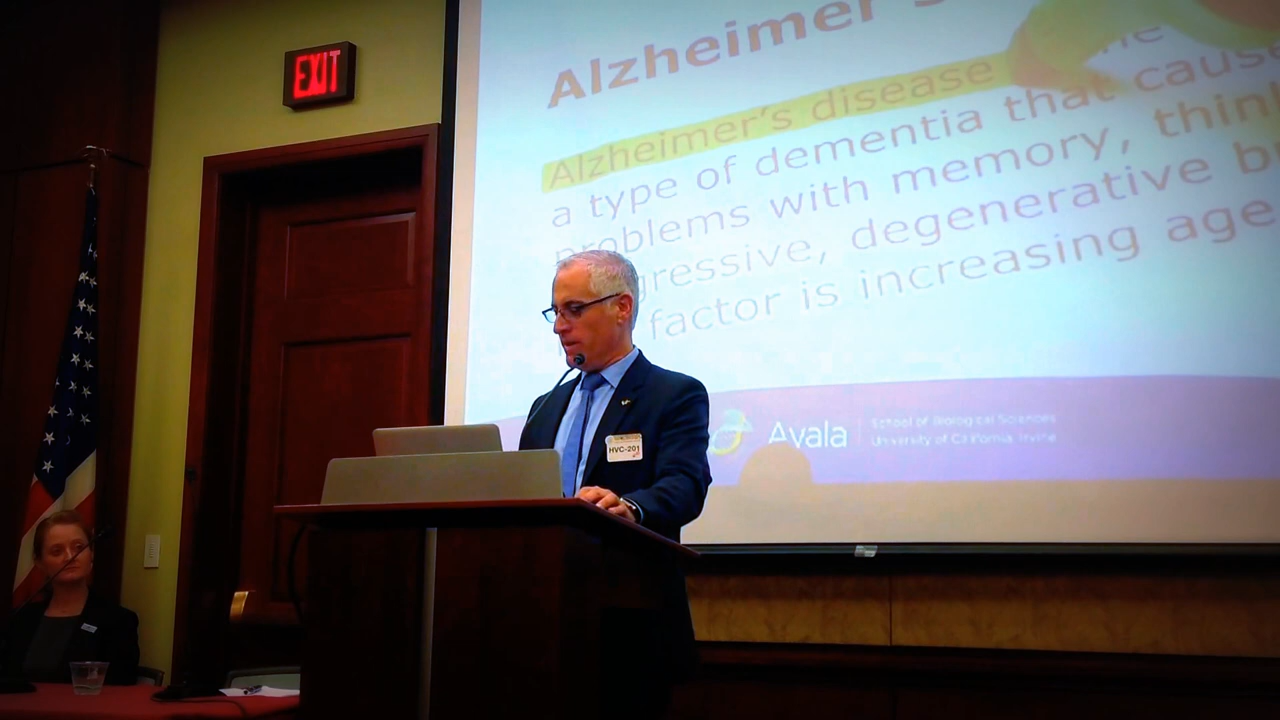 EXIT
Alzheimer's
Alzheimer's disease
a type of dementia that cause
problems with memory, think
gressive, degenerative b
factor is increasing age
Ayala
School of Biological Sciences
University of California, Irvine
HVC-201